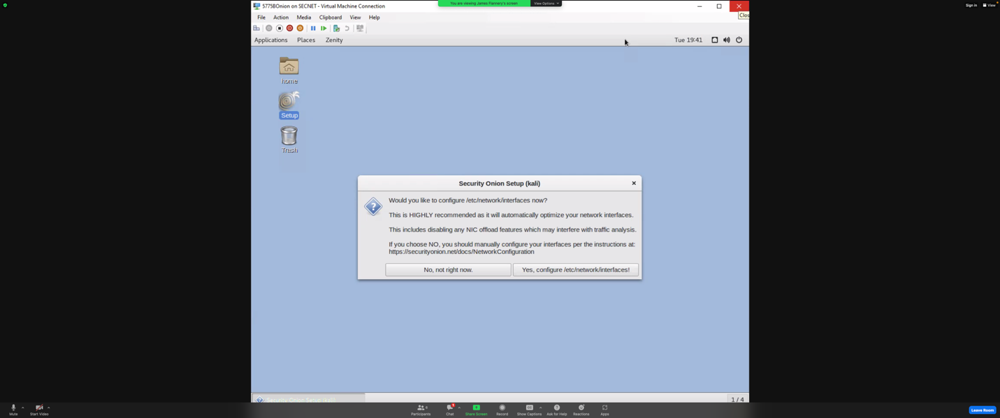 You are viewing James Flannery's screen
View Options
Sign in
View
5775BOnion on SECNET - Virtual Machine Connection
Clos
File Action Media Clipboard View Help
Applications Places Zenity
Tue 19:41
home
Setup
Trash
Security Onion Setup (kali)
Would you like to configure /etc/network/interfaces now?
This is HIGHLY recommended as it will automatically optimize your network interfaces.
This includes disabling any NIC offload features which may interfere with traffic analysis.
If you choose NO, you should manually configure your interfaces per the instructions at:
https://securityonion.net/docs/NetworkConfiguration
No, not right now.
Yes, configure /etc/network/interfaces!
Security Onion Setup (kali)
1 / 4
Mute
Start Video
Participants
6
Chat
1
Share Screen
Record
Show Captions
Ask for Help
Reactions
Apps
Leave Room